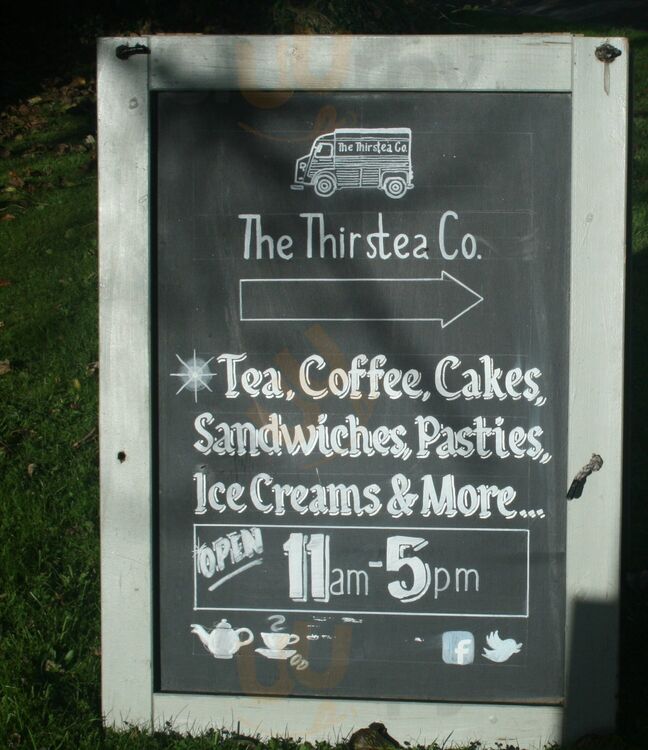 The Thirstea Co.
The Thirstea Co.
Tea, Coffee, Cakes,
Sandwiches, Pasties,
Ice Creams & More....
OPEN 11am-5pm
f